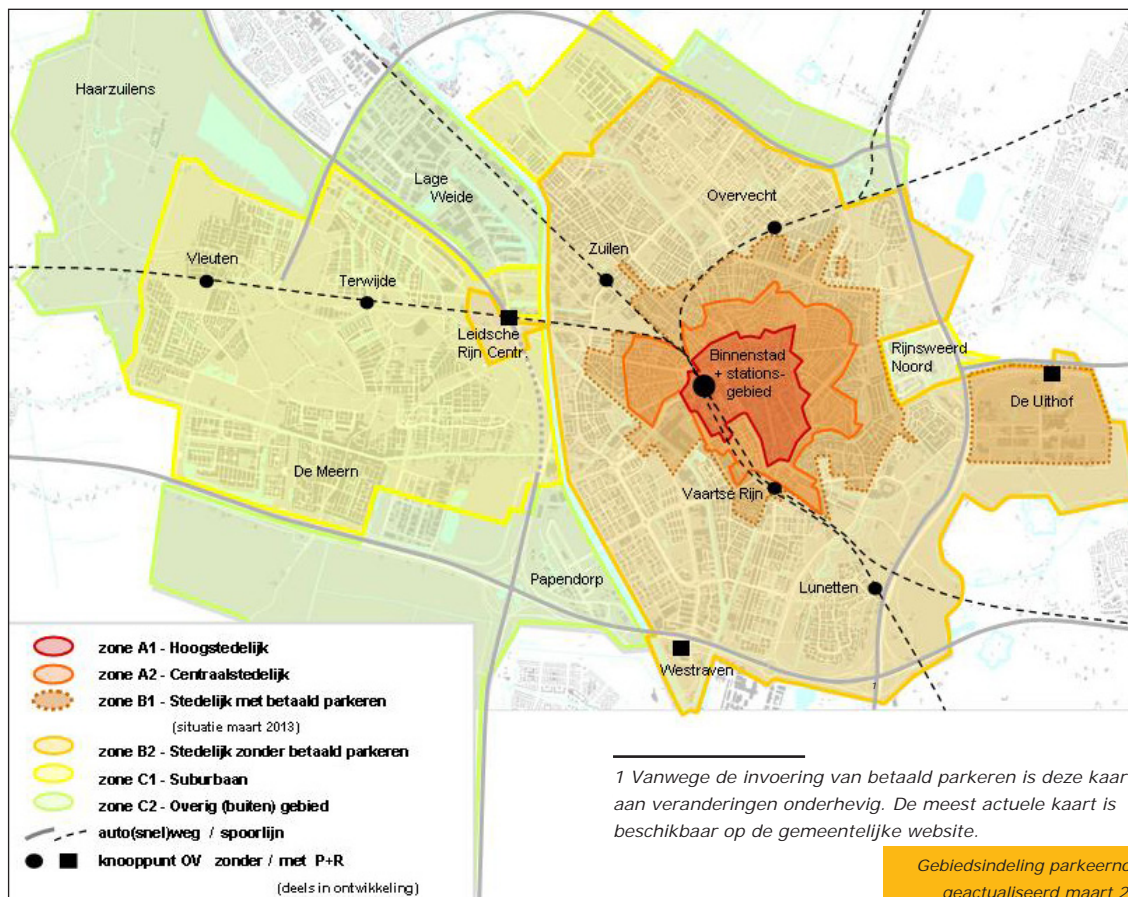 Haarzuilens
Lage
Weide
Overvecht
Zuilen
Vleuten
Terwijde
Leidsche
Rijn Centr.
Binnenstad
+ stations-
gebied
Rijnsweerd
Noord
De Uithof
De Meern
Vaartse Rijn
Papendorp
Lunetten
Westraven
1
zone A1 - Hoogstedelijk
zone A2 - Centraalstedelijk
zone B1 - Stedelijk met betaald parkeren
(situatie maart 2013)
zone B2 - Stedelijk zonder betaald parkeren
zone C1 - Suburbaan
zone C2 - Overig (buiten) gebied
auto(snel)weg / spoorlijn
knooppunt OV zonder / met P+R
(deels in ontwikkeling)
1 Vanwege de invoering van betaald parkeren is deze kaar
aan veranderingen onderhevig. De meest actuele kaart is
beschikbaar op de gemeentelijke website.
Gebiedsindeling
geactualiseerd maart